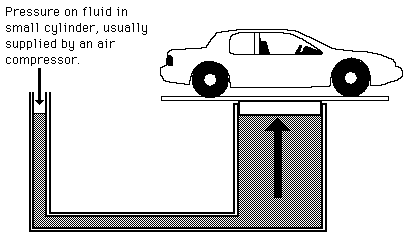 Pressure on fluid in
small cylinder, usually
supplied by an air
compressor.